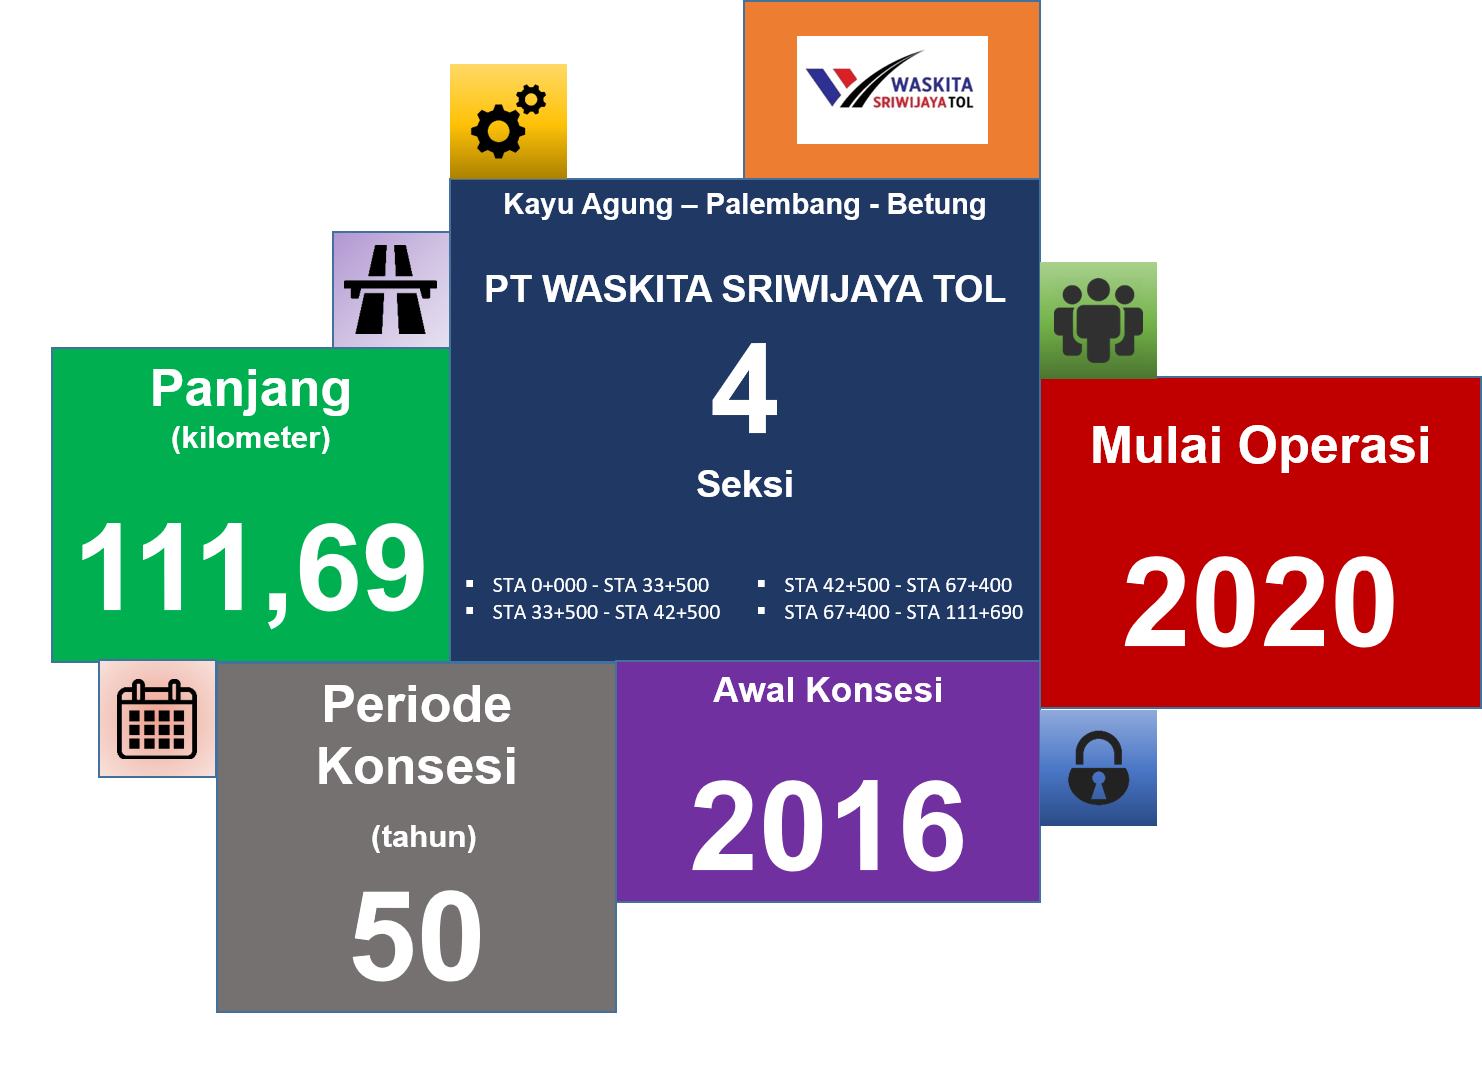 WASKITA
SRIWIJAYA TOL
Kayu Agung – Palembang - Betung
PT WASKITA SRIWIJAYA TOL
4
Seksi
▪ STA 0+000 - STA 33+500
▪ STA 33+500 - STA 42+500
▪ STA 42+500 - STA 67+400
▪ STA 67+400 - STA 111+690
Panjang
(kilometer)
111,69
Mulai Operasi
2020
Periode
Konsesi
(tahun)
50
Awal Konsesi
2016